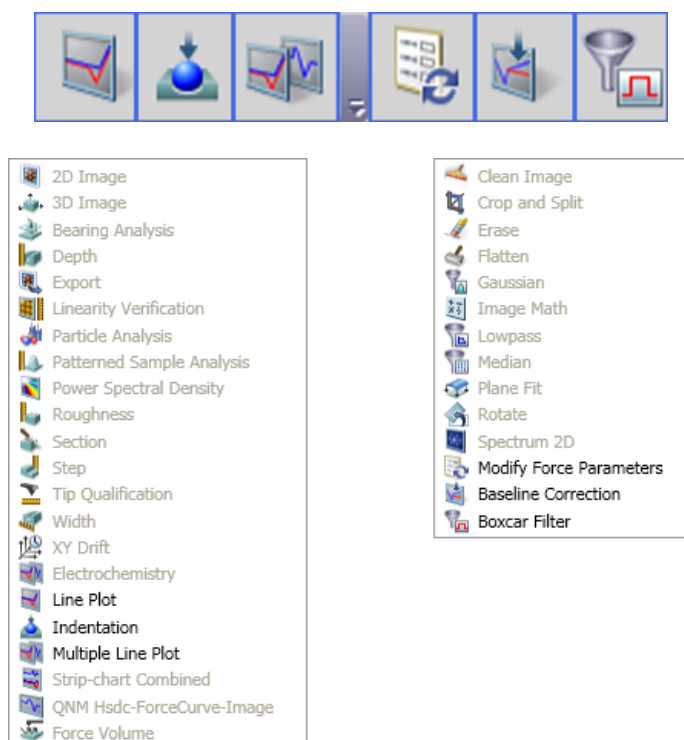 2D Image
3D Image
Bearing Analysis
Depth
Export
Linearity Verification
Particle Analysis
Patterned Sample Analysis
Power Spectral Density
Roughness
Section
Step
Tip Qualification
Width
XY Drift
Electrochemistry
Line Plot
Indentation
Multiple Line Plot
Strip-chart Combined
QNM Hsdc-ForceCurve-Image
Force Volume
Clean Image
Crop and Split
Erase
Flatten
Gaussian
Image Math
Lowpass
Median
Plane Fit
Rotate
Spectrum 2D
Modify Force Parameters
Baseline Correction
Boxcar Filter